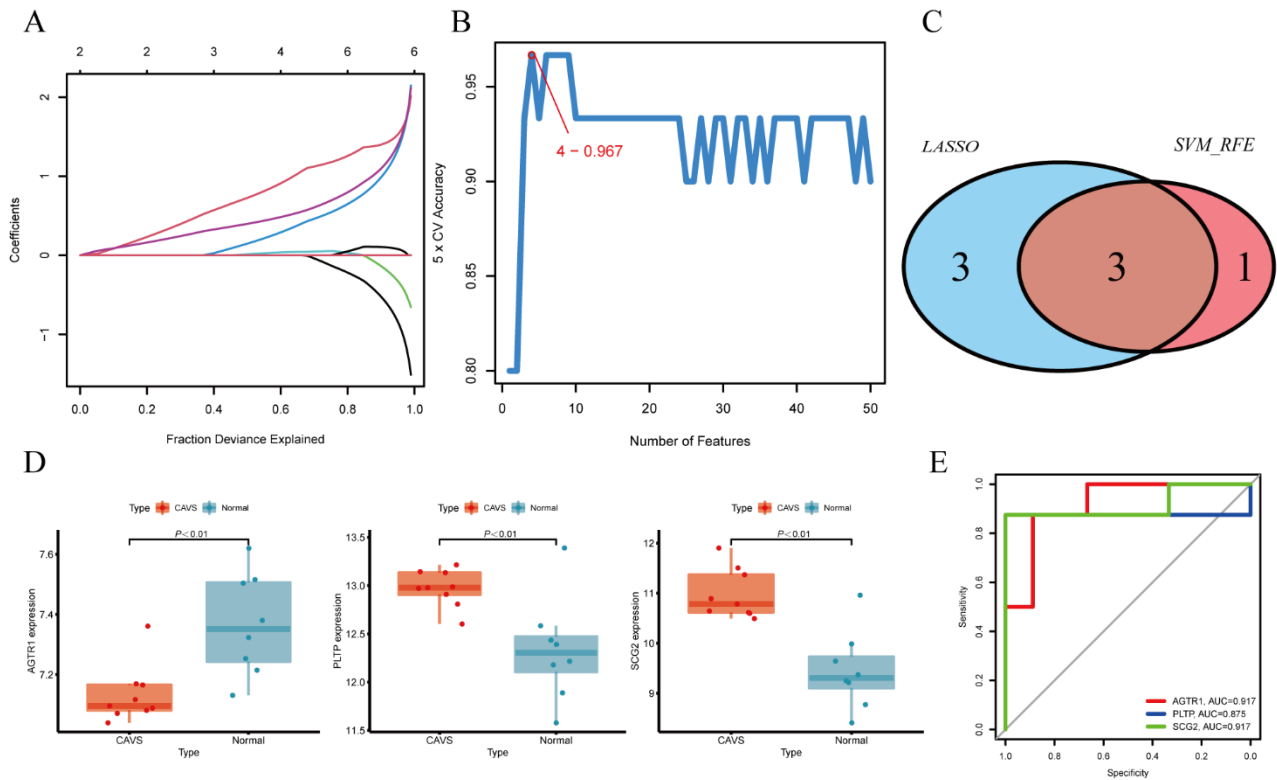 A
2 2 3 4 6 6
2
1
0
−1
Coefficients
0.0 0.2 0.4 0.6 0.8 1.0
Fraction Deviance Explained
B
0.95
0.90
0.85
0.80
5 x CV Accuracy
4 − 0.967
0 10 20 30 40 50
Number of Features
C
LASSO
SVM_RFE
3
3
1
D
Type CAVS Normal
P<0.01
7.6
7.4
7.2
AGTR1 expression
CAVS Normal
Type
Type CAVS Normal
P<0.01
13.5
13.0
12.5
12.0
11.5
PLTP expression
CAVS Normal
Type
Type CAVS Normal
P<0.01
12
11
10
9
SCG2 expression
CAVS Normal
Type
E
1.0
0.8
0.6
0.4
0.2
0.0
Sensitivity
AGTR1, AUC=0.917
PLTP, AUC=0.875
SCG2, AUC=0.917
1.0 0.8 0.6 0.4 0.2 0.0
Specificity